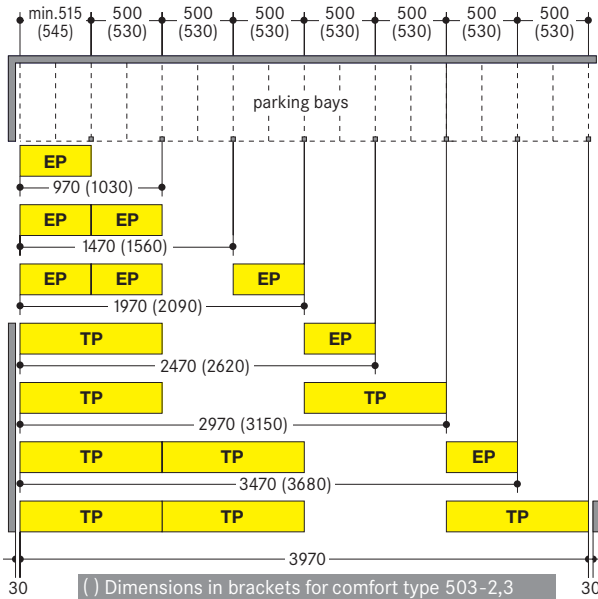 min.515 500 500 500 500 500 500 500
(545) (530) (530) (530) (530) (530) (530) (530)
parking bays
EP
970 (1030)
EP EP
1470 (1560)
EP EP EP
1970 (2090)
TP EP
2470 (2620)
TP TP
2970 (3150)
TP TP EP
3470 (3680)
TP TP TP
3970
30 ( ) Dimensions in brackets for comfort type 503-2,3 30